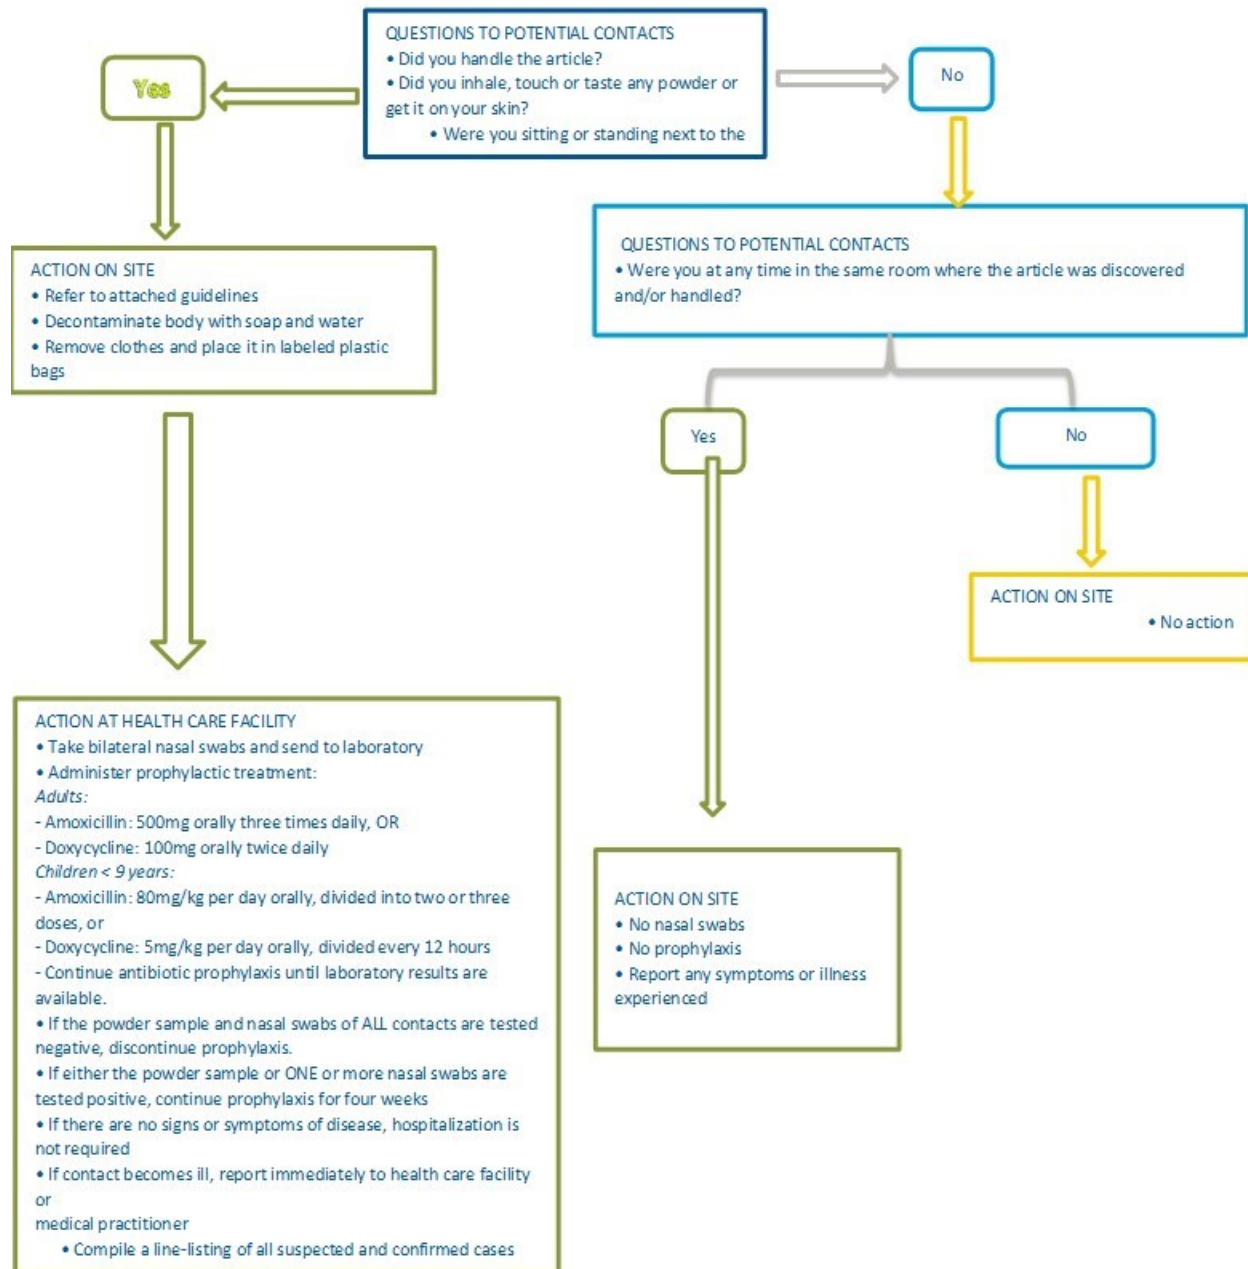 QUESTIONS TO POTENTIAL CONTACTS
• Did you handle the article?
• Did you inhale, touch or taste any powder or
get it on your skin?
• Were you sitting or standing next to the
Yes
No
QUESTIONS TO POTENTIAL CONTACTS
• Were you at any time in the same room where the article was discovered
and/or handled?
ACTION ON SITE
• Refer to attached guidelines
• Decontaminate body with soap and water
• Remove clothes and place it in labeled plastic
bags
Yes
No
ACTION ON SITE
• No action
ACTION AT HEALTH CARE FACILITY
• Take bilateral nasal swabs and send to laboratory
• Administer prophylactic treatment:
Adults:
- Amoxicillin: 500mg orally three times daily, OR
- Doxycycline: 100mg orally twice daily
Children < 9 years:
- Amoxicillin: 80mg/kg per day orally, divided into two or three
doses, or
- Doxycycline: 5mg/kg per day orally, divided every 12 hours
- Continue antibiotic prophylaxis until laboratory results are
available.
• If the powder sample and nasal swabs of ALL contacts are tested
negative, discontinue prophylaxis.
• If either the powder sample or ONE or more nasal swabs are
tested positive, continue prophylaxis for four weeks
• If there are no signs or symptoms of disease, hospitalization is
not required
• If contact becomes ill, report immediately to health care facility
or
medical practitioner
• Compile a line-listing of all suspected and confirmed cases
ACTION ON SITE
• No nasal swabs
• No prophylaxis
• Report any symptoms or illness
experienced